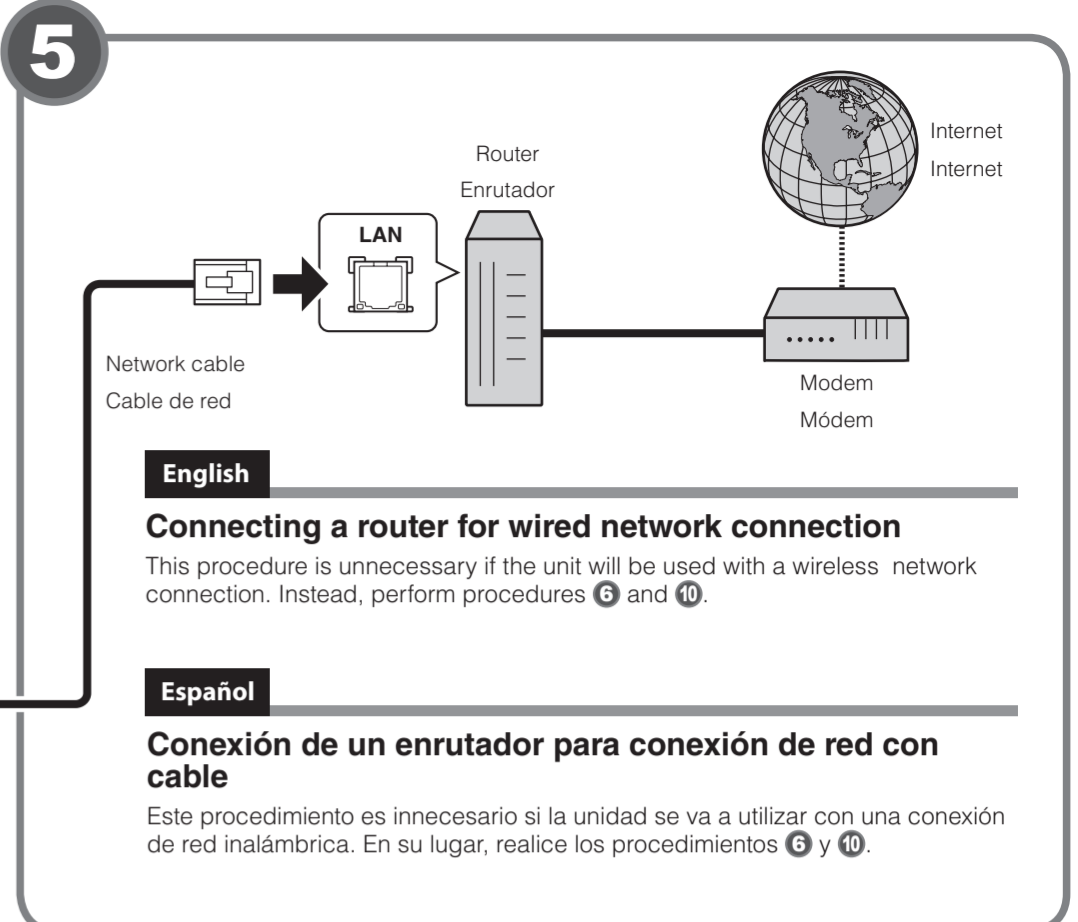 5
Internet
Internet
Router
Enrutador
LAN
Network cable
Cable de red
Modem
Módem
English
Connecting a router for wired network connection
This procedure is unnecessary if the unit will be used with a wireless network
connection. Instead, perform procedures 6 and 10.
Español
Conexión de un enrutador para conexión de red con
cable
Este procedimiento es innecesario si la unidad se va a utilizar con una conexión
de red inalámbrica. En su lugar, realice los procedimientos 6 y 10.